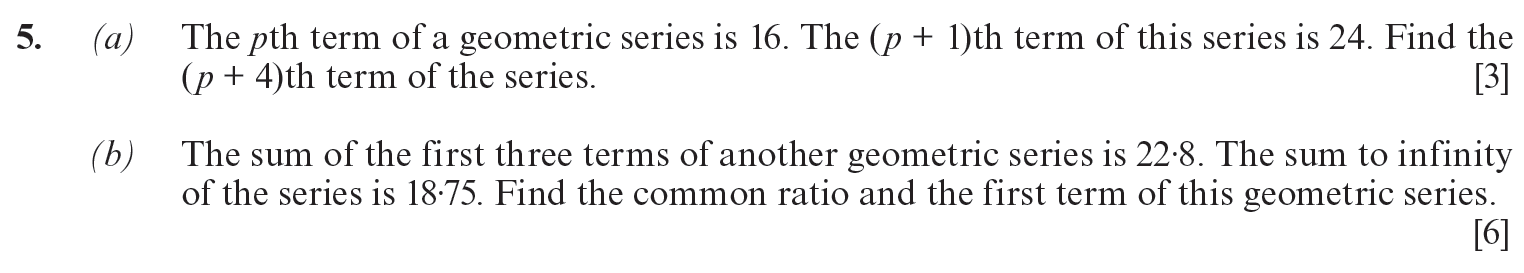 5. (a) The pth term of a geometric series is 16. The (p + 1)th term of this series is 24. Find the
(p + 4)th term of the series. [3]
(b) The sum of the first three terms of another geometric series is 22·8. The sum to infinity
of the series is 18·75. Find the common ratio and the first term of this geometric series.
[6]